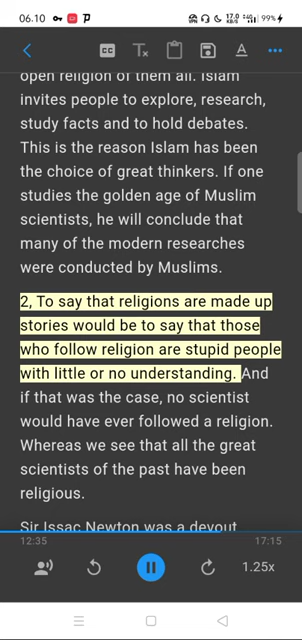 06.10
17.0
KB/s
99%
CC
A
open religion of them all. Islam
invites people to explore, research,
study facts and to hold debates.
This is the reason Islam has been
the choice of great thinkers. If one
studies the golden age of Muslim
scientists, he will conclude that
many of the modern researches
were conducted by Muslims.
2, To say that religions are made up
stories would be to say that those
who follow religion are stupid people
with little or no understanding. And
if that was the case, no scientist
would have ever followed a religion.
Whereas we see that all the great
scientists of the past have been
religious.
Sir Issac Newton was a devout
12:35
17:15
1.25x